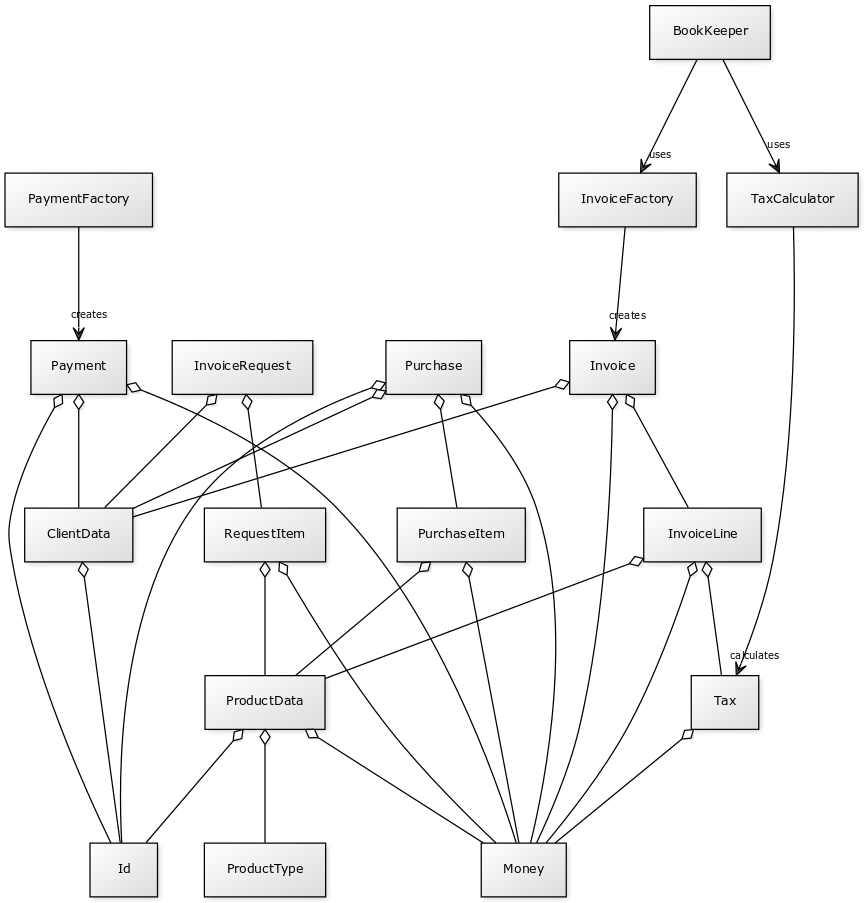 BookKeeper
uses
uses
PaymentFactory
InvoiceFactory
TaxCalculator
creates
creates
Payment
InvoiceRequest
Purchase
Invoice
ClientData
RequestItem
PurchaseItem
InvoiceLine
calculates
ProductData
Tax
Id
ProductType
Money